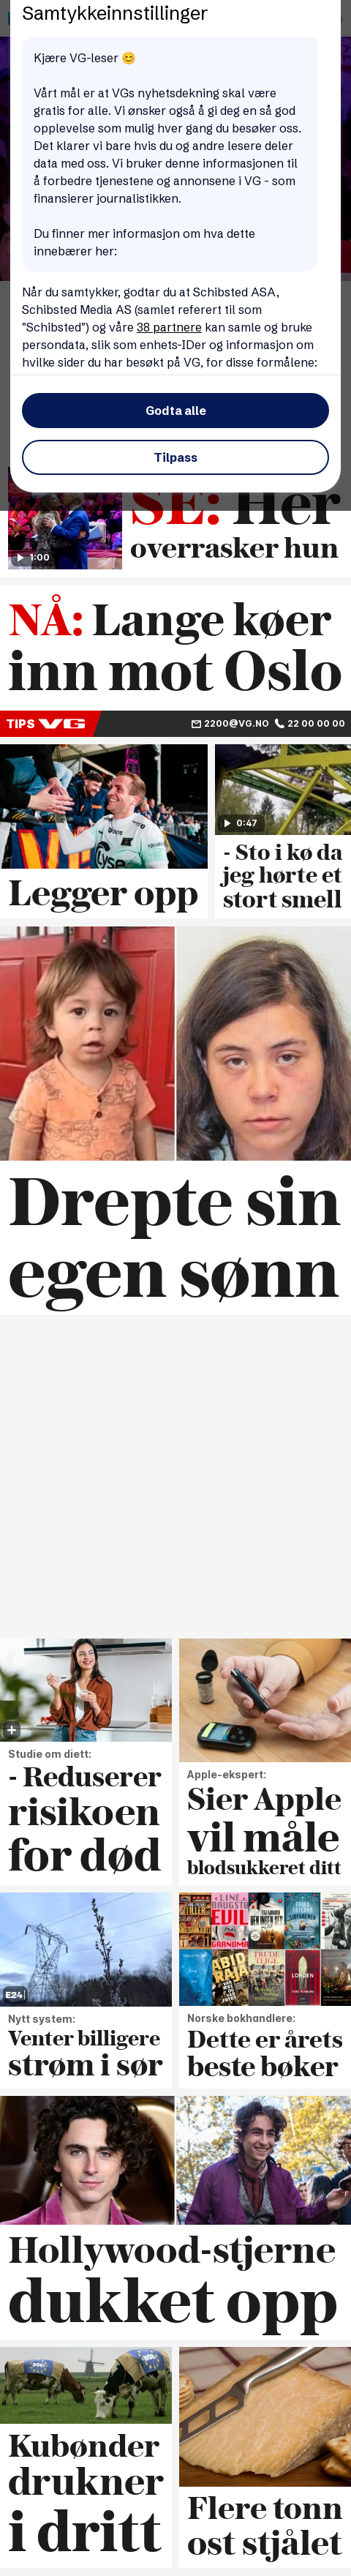 Samtykkeinnstillinger
Kjære VG-leser 😊
Vårt mål er at VGs nyhetsdekning skal være
gratis for alle. Vi ønsker også å gi deg en så god
opplevelse som mulig hver gang du besøker oss.
Det klarer vi bare hvis du og andre lesere deler
data med oss. Vi bruker denne informasjonen til
å forbedre tjenestene og annonsene i VG - som
finansierer journalistikken.
Du finner mer informasjon om hva dette
innebærer her:
Når du samtykker, godtar du at Schibsted ASA,
Schibsted Media AS (samlet referert til som
"Schibsted") og våre 38 partnere kan samle og bruke
persondata, slik som enhets-IDer og informasjon om
hvilke sider du har besøkt på VG, for disse formålene:
Godta alle
Tilpass
1:00
SE: Her
overrasker hun
NÅ: Lange køer
inn mot Oslo
TIPS VG
2200@VG.NO 22 00 00 00
Lyse
Legger opp
0:47
- Sto i kø da
jeg hørte et
stort smell
Drepte sin
egen sønn
Studie om diett:
- Reduserer
risikoen
for død
Apple-ekspert:
Sier Apple
vil måle
blodsukkeret ditt
E24
Nytt system:
Venter billigere
strøm i sør
EVIL
GRANDMA
TRUDE
TEIGE
LORDEN
Norske bokhandlere:
Dette er årets
beste bøker
Hollywood-stjerne
dukket opp
Kubønder
drukner
i dritt
Flere tonn
ost stjålet